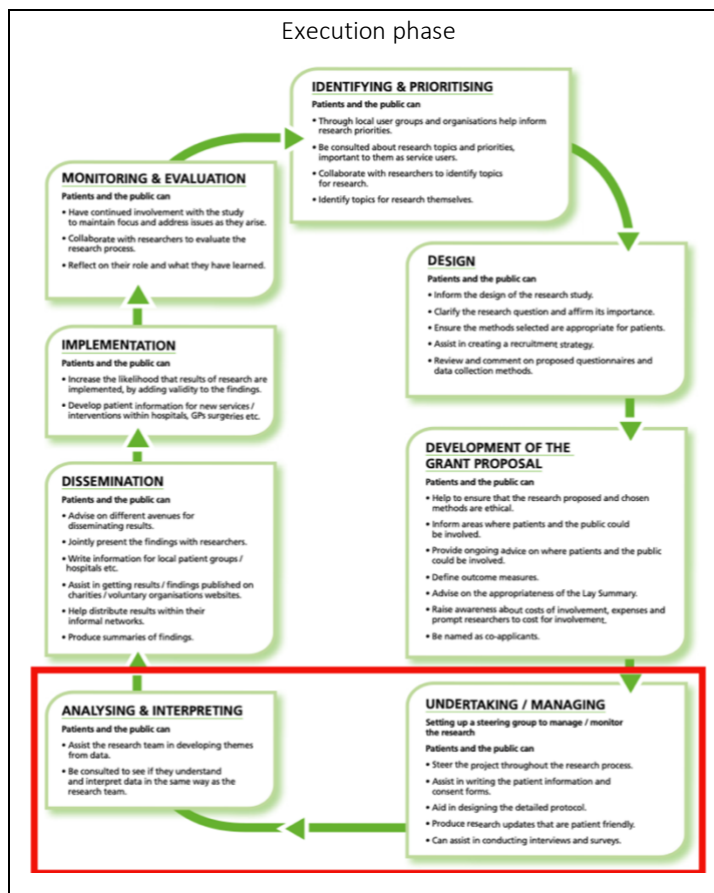 Execution phase
IDENTIFYING & PRIORITISING
Patients and the public can
• Through local user groups and organisations help inform
research priorities.
• Be consulted about research topics and priorities,
important to them as service users.
• Collaborate with researchers to identify topics
for research.
• Identify topics for research themselves.
DESIGN
Patients and the public can
• Inform the design of the research study.
• Clarify the research question and affirm its importance.
• Ensure the methods selected are appropriate for patients.
• Assist in creating a recruitment strategy.
• Review and comment on proposed questionnaires and
data collection methods.
DEVELOPMENT OF THE
GRANT PROPOSAL
Patients and the public can
• Help to ensure that the research proposed and chosen
methods are ethical.
• Inform areas where patients and the public could
be involved.
• Provide ongoing advice on where patients and the public
could be involved.
• Define outcome measures.
• Advise on the appropriateness of the Lay Summary.
• Raise awareness about costs of involvement, expenses and
prompt researchers to cost for involvement.
• Be named as co-applicants.
UNDERTAKING / MANAGING
Setting up a steering group to manage / monitor
the research
Patients and the public can
• Steer the project throughout the research process.
• Assist in writing the patient information and
consent forms.
• Aid in designing the detailed protocol.
• Produce research updates that are patient friendly.
• Can assist in conducting interviews and surveys.
ANALYSING & INTERPRETING
Patients and the public can
• Assist the research team in developing themes
from data.
• Be consulted to see if they understand
and interpret data in the same way as the
research team.
DISSEMINATION
Patients and the public can
• Advise on different avenues for
disseminating results.
• Jointly present the findings with researchers.
• Write information for local patient groups /
hospitals etc.
• Assist in getting results / findings published on
charities / voluntary organisations websites.
• Help distribute results within their
informal networks.
• Produce summaries of findings.
IMPLEMENTATION
Patients and the public can
• Increase the likelihood that results of research are
implemented, by adding validity to the findings.
• Develop patient information for new services /
interventions within hospitals, GPs surgeries etc.
MONITORING & EVALUATION
Patients and the public can
• Have continued involvement with the study
to maintain focus and address issues as they arise.
• Collaborate with researchers to evaluate the
research process.
• Reflect on their role and what they have learned.